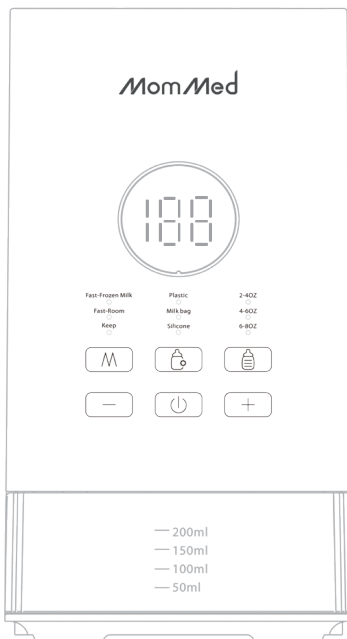 MomMed
188
Fast-Frozen Milk Plastic 2-4OZ
Fast-Room Milk bag 4-6OZ
Keep Silicone 6-8OZ
200ml
150ml
100ml
50ml